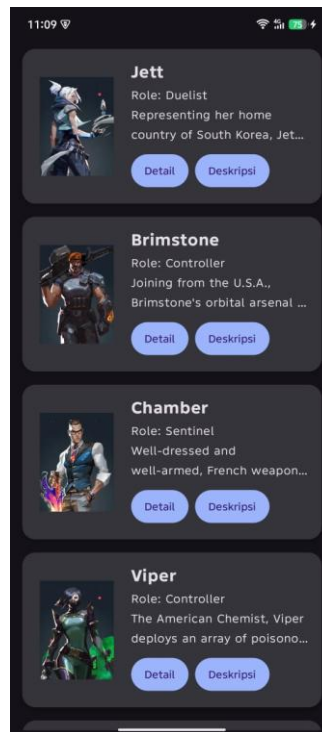 11:09
4G
75
Jett
Role: Duelist
Representing her home
country of South Korea, Jet...
Detail Deskripsi
Brimstone
Role: Controller
Joining from the U.S.A.,
Brimstone's orbital arsenal ...
Detail Deskripsi
Chamber
Role: Sentinel
Well-dressed and
well-armed, French weapon...
Detail Deskripsi
Viper
Role: Controller
The American Chemist, Viper
deploys an array of poisono...
Detail Deskripsi